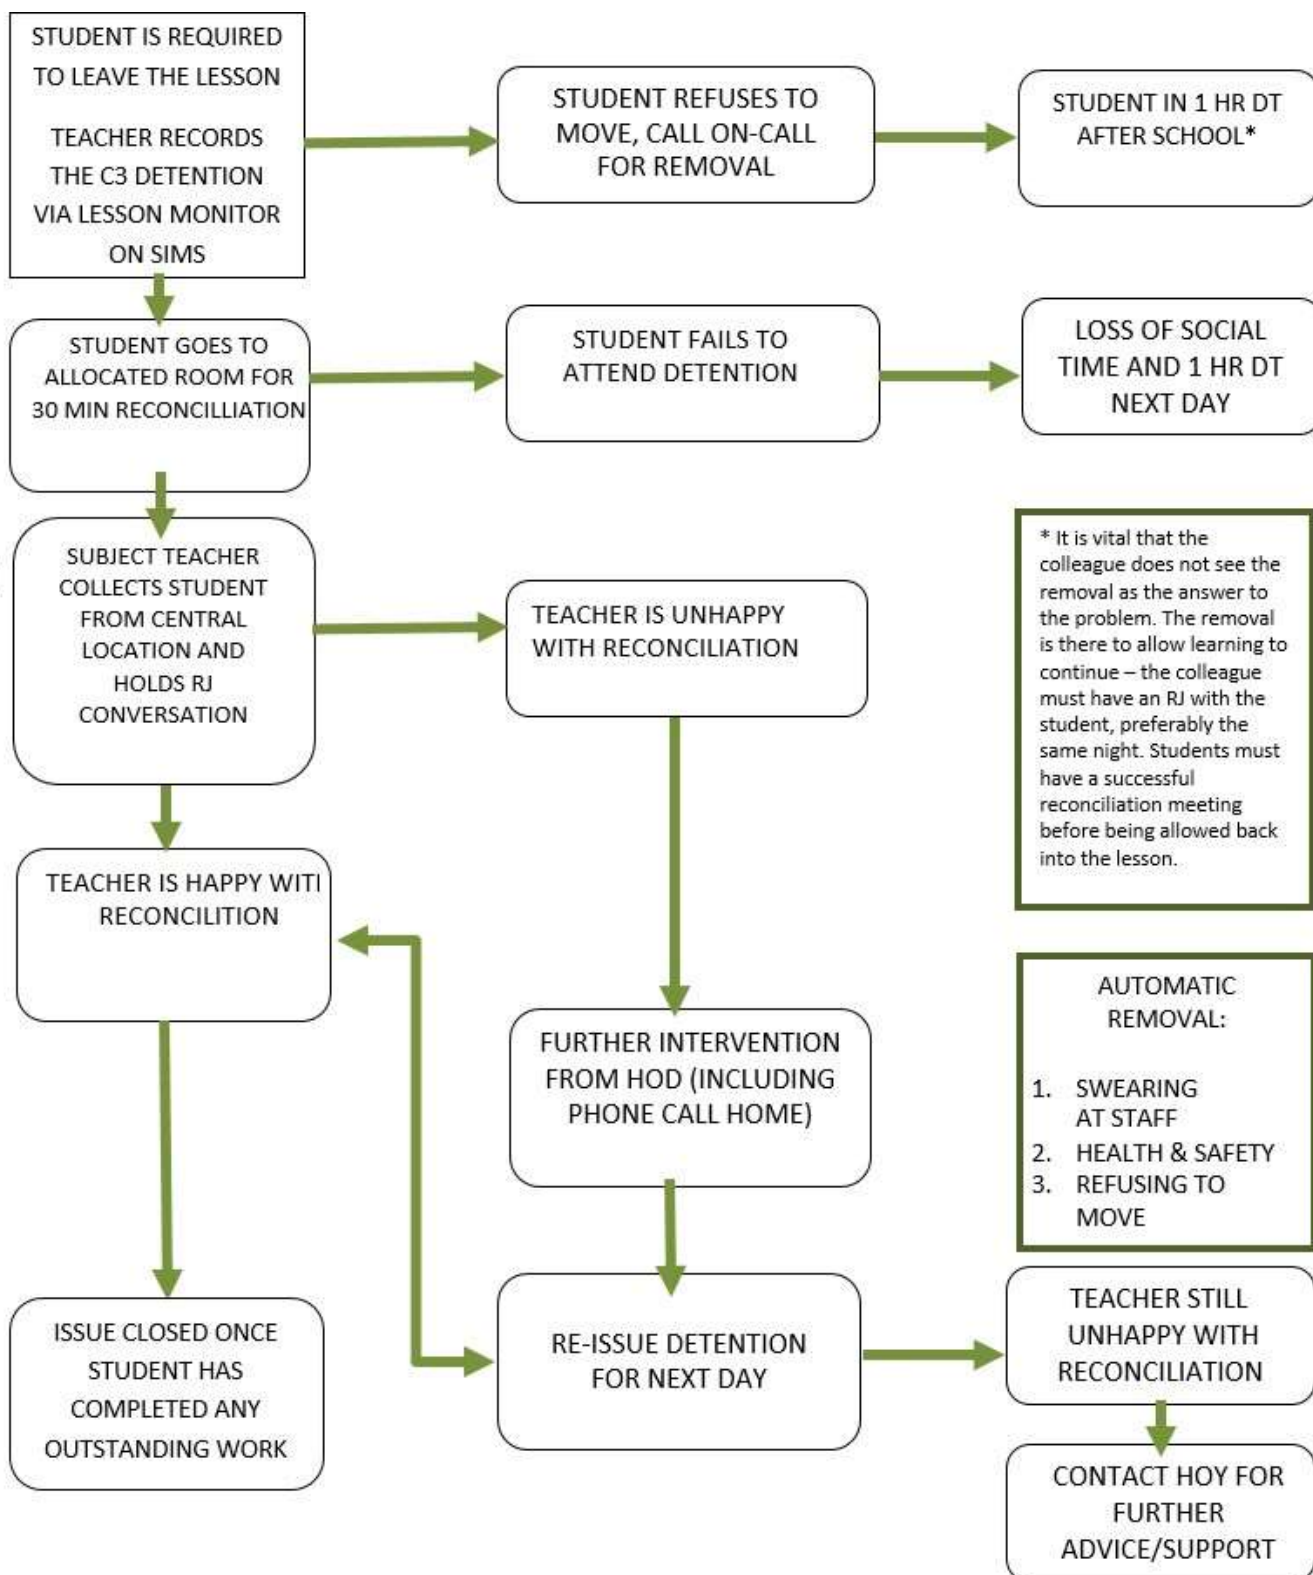 STUDENT IS REQUIRED
TO LEAVE THE LESSON
TEACHER RECORDS
THE C3 DETENTION
VIA LESSON MONITOR
ON SIMS
STUDENT REFUSES TO
MOVE, CALL ON-CALL
FOR REMOVAL
STUDENT IN 1 HR DT
AFTER SCHOOL*
STUDENT GOES TO
ALLOCATED ROOM FOR
30 MIN RECONCILLIATION
STUDENT FAILS TO
ATTEND DETENTION
LOSS OF SOCIAL
TIME AND 1 HR DT
NEXT DAY
SUBJECT TEACHER
COLLECTS STUDENT
FROM CENTRAL
LOCATION AND
HOLDS RJ
CONVERSATION
TEACHER IS UNHAPPY
WITH RECONCILIATION
* It is vital that the
colleague does not see the
removal as the answer to
the problem. The removal
is there to allow learning to
continue – the colleague
must have an RJ with the
student, preferably the
same night. Students must
have a successful
reconciliation meeting
before being allowed back
into the lesson.
TEACHER IS HAPPY WITI
RECONCILITION
FURTHER INTERVENTION
FROM HOD (INCLUDING
PHONE CALL HOME)
AUTOMATIC
REMOVAL:
1. SWEARING
AT STAFF
2. HEALTH & SAFETY
3. REFUSING TO
MOVE
ISSUE CLOSED ONCE
STUDENT HAS
COMPLETED ANY
OUTSTANDING WORK
RE-ISSUE DETENTION
FOR NEXT DAY
TEACHER STILL
UNHAPPY WITH
RECONCILIATION
CONTACT HOY FOR
FURTHER
ADVICE/SUPPORT